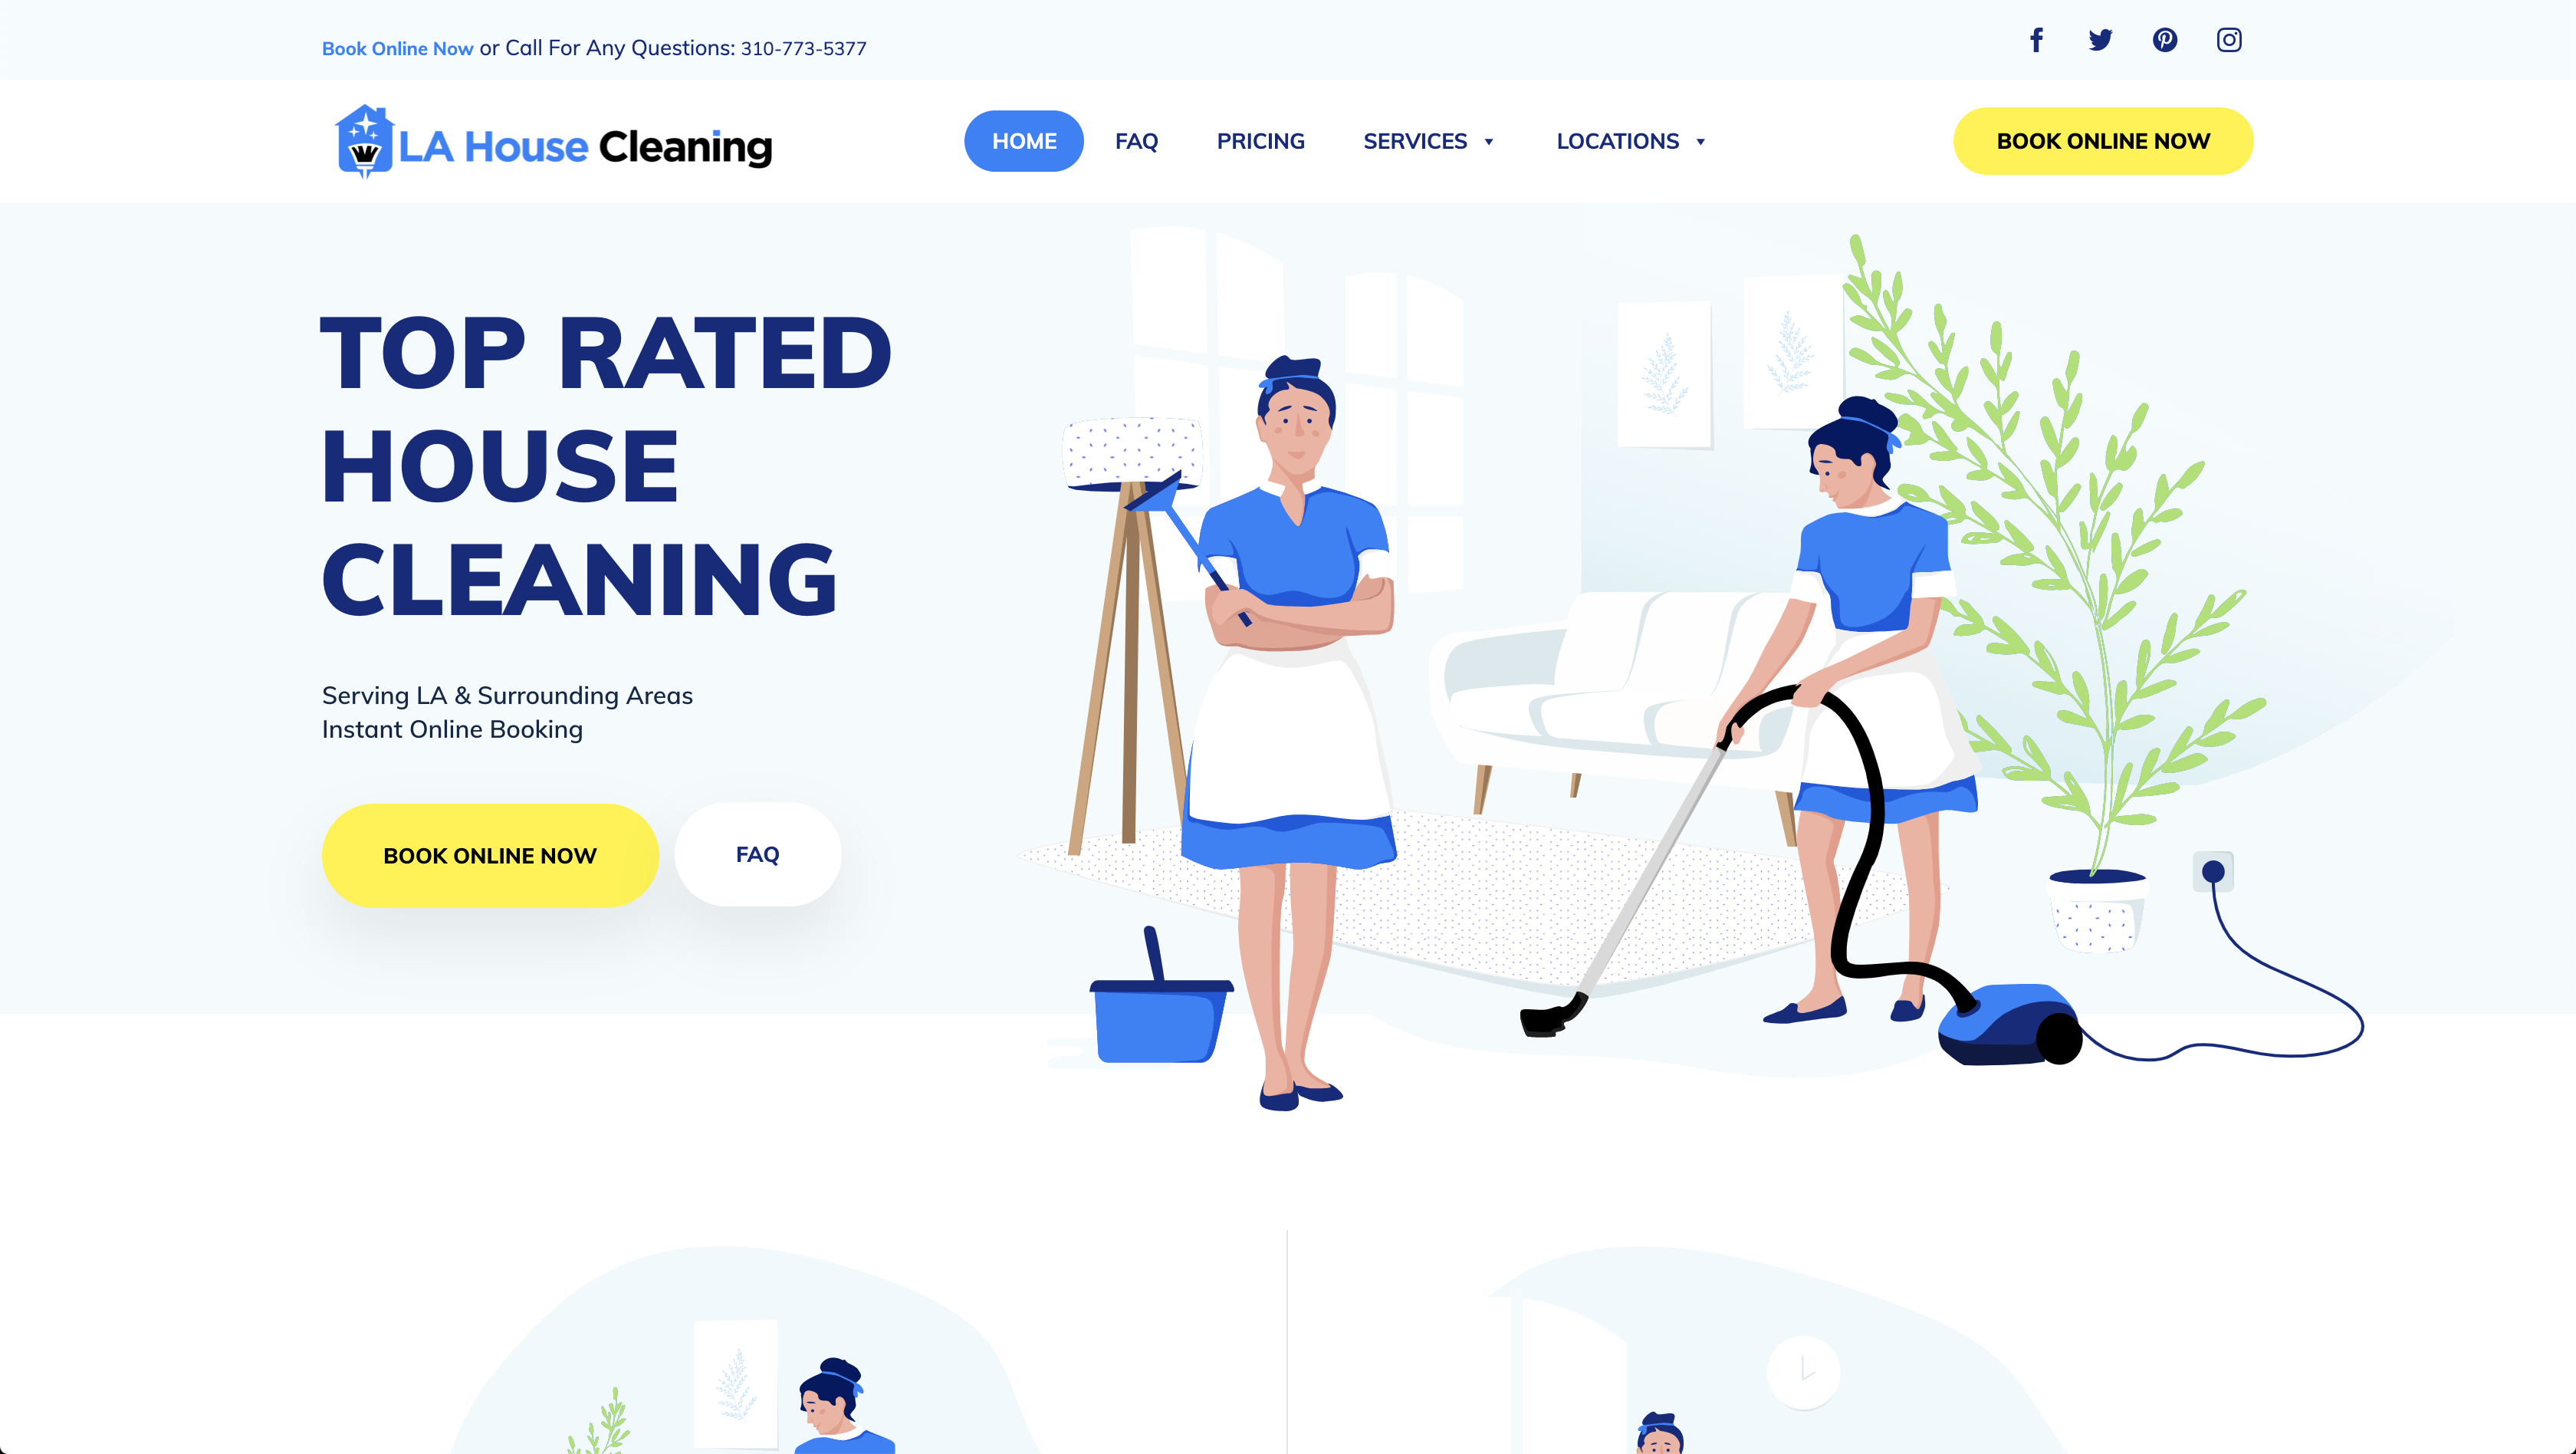 Book Online Now or Call For Any Questions: 310-773-5377
LA House Cleaning
HOME FAQ PRICING SERVICES LOCATIONS
BOOK ONLINE NOW
TOP RATED
HOUSE
CLEANING
Serving LA & Surrounding Areas
Instant Online Booking
BOOK ONLINE NOW
FAQ